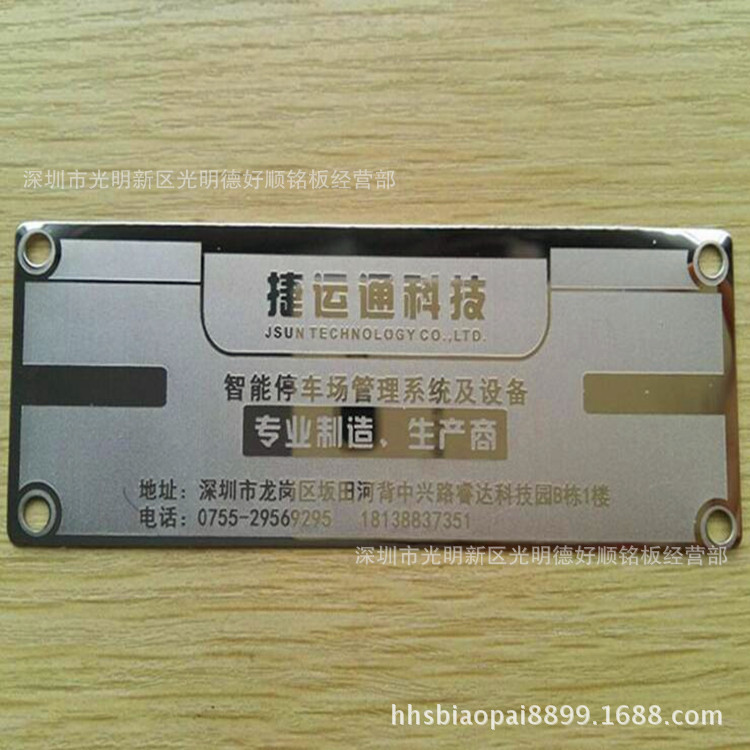 深圳市光明新区光明德好顺铭板经营部
捷运通科技
JSUN TECHNOLOGY CO.,LTD.
智能停车场管理系统及设备
专业制造、生产商
地址：深圳市龙岗区坂田河背中兴路睿达科技园B栋1楼
电话：0755-29569295 18138837351
深圳市光明新区光明德好顺铭板经营部
hhsbiaopai8899.1688.com